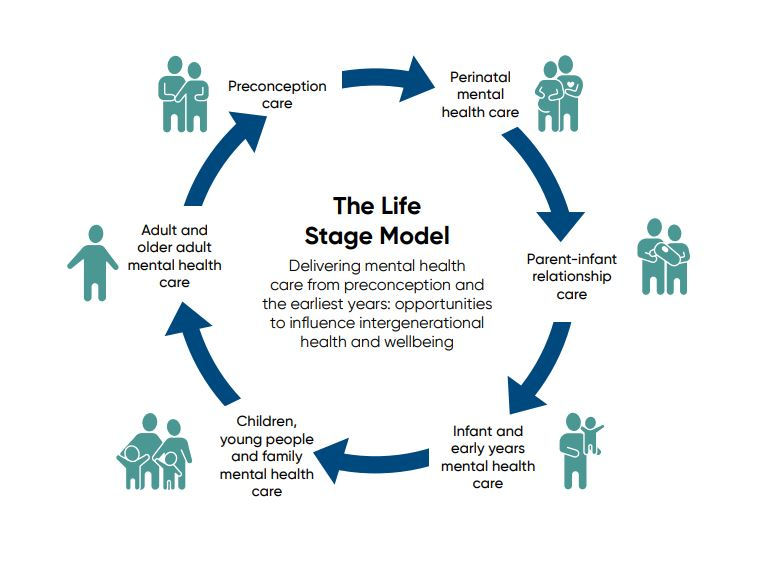 The Life
Stage Model
Delivering mental health
care from preconception and
the earliest years: opportunities
to influence intergenerational
health and wellbeing
Preconception
care
Perinatal
mental
health care
Parent-infant
relationship
care
Infant and
early years
mental health
care
Children,
young people
and family
mental health
care
Adult and
older adult
mental health
care